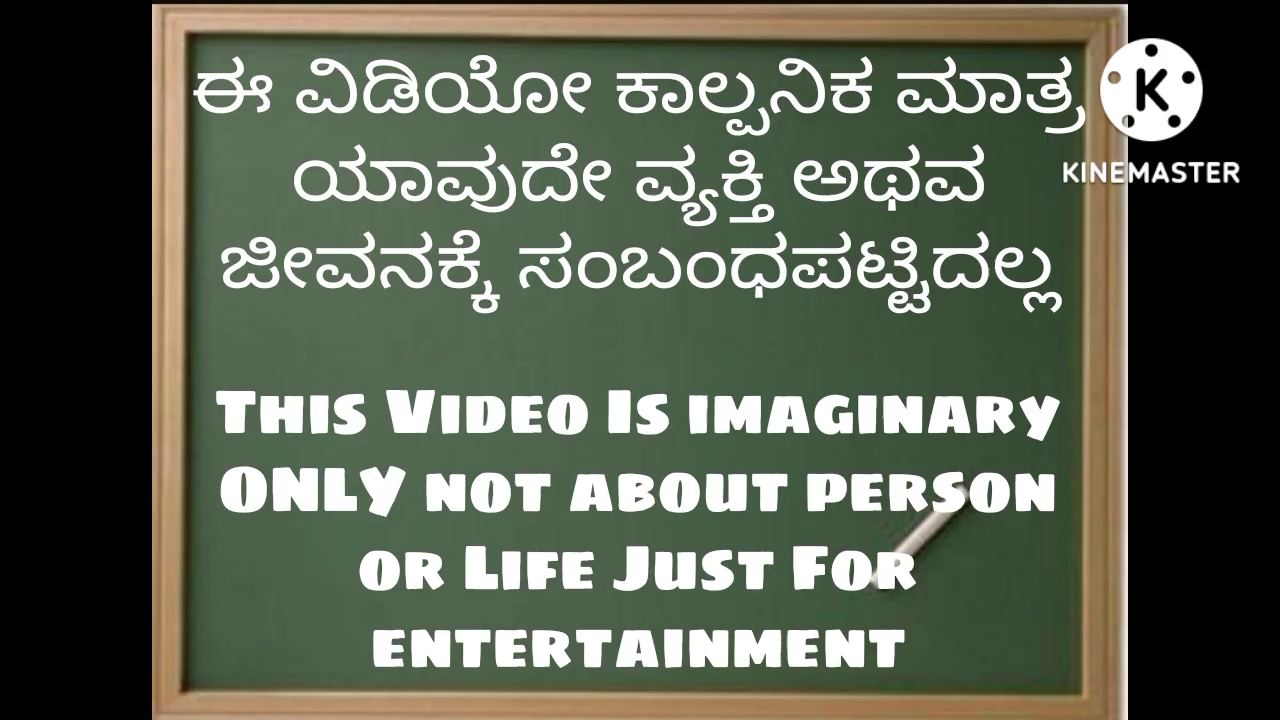 ಈ ವಿಡಿಯೋ ಕಾಲ್ಪನಿಕ ಮಾತ್ರ
ಯಾವುದೇ ವ್ಯಕ್ತಿ ಅಥವ
ಜೀವನಕ್ಕೆ ಸಂಬಂಧಪಟ್ಟಿದಲ್ಲ
This Video Is imaginary
ONLY not about person
or Life Just For
entertainment
K
KINEMASTER